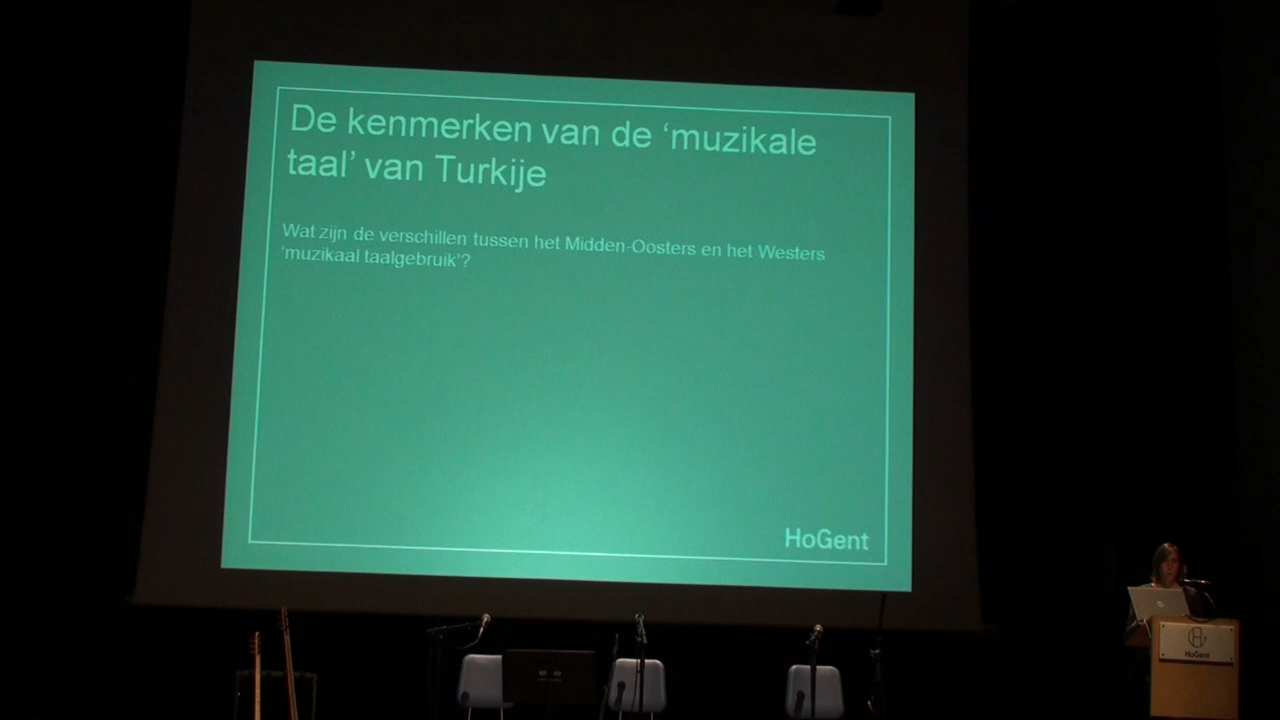 De kenmerken van de ‘muzikale
taal’ van Turkije
Wat zijn de verschillen tussen het Midden-Oosters en het Westers
‘muzikaal taalgebruik’?
HoGent
HoGent